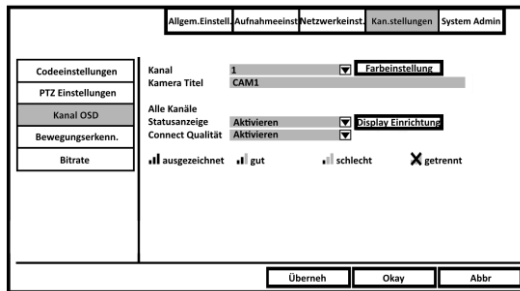 Allgem.Einstell. Aufnahmeeinst Netzwerkeinst. Kan.stellungen System Admin
Codeeinstellungen
PTZ Einstellungen
Kanal OSD
Bewegungserkenn.
Bitrate
Kanal 1 Farbeinstellung
Kamera Titel CAM1
Alle Kanäle
Statusanzeige Aktivieren Display Einrichtung
Connect Qualität Aktivieren
ausgezeichnet gut schlecht getrennt
Überneh Okay Abbr